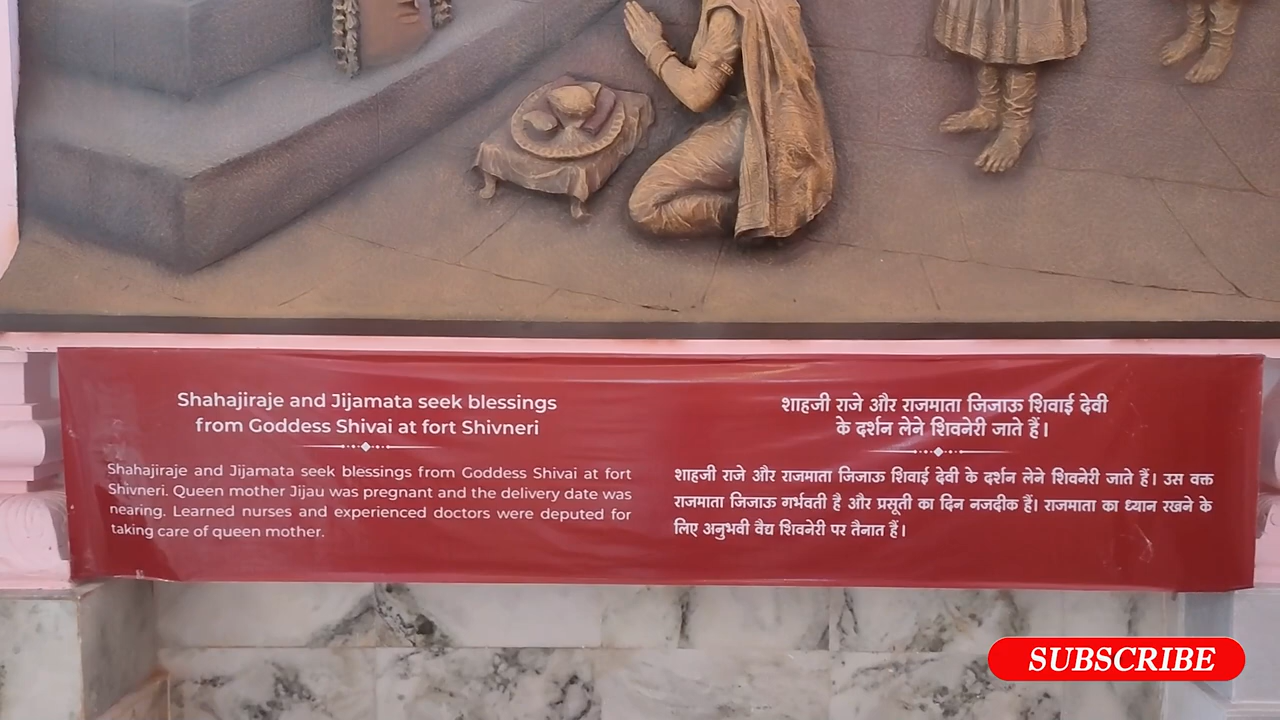 Shahajiraje and Jijamata seek blessings
from Goddess Shivai at fort Shivneri
Shahajiraje and Jijamata seek blessings from Goddess Shivai at fort
Shivneri. Queen mother Jijau was pregnant and the delivery date was
nearing. Learned nurses and experienced doctors were deputed for
taking care of queen mother.
शाहजी राजे और राजमाता जिजाऊ शिवाई देवी
के दर्शन लेने शिवनेरी जाते हैं।
शाहजी राजे और राजमाता जिजाऊ शिवाई देवी के दर्शन लेने शिवनेरी जाते हैं। उस वक्त
राजमाता जिजाऊ गर्भवती है और प्रसूती का दिन नजदीक हैं। राजमाता का ध्यान रखने के
लिए अनुभवी वैद्य शिवनेरी पर तैनात हैं।
SUBSCRIBE